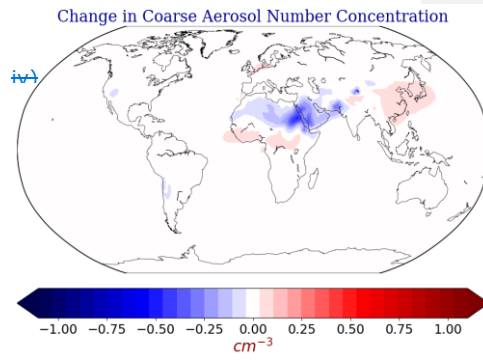 Change in Coarse Aerosol Number Concentration
iv)
−1.00 −0.75 −0.50 −0.25 0.00 0.25 0.50 0.75 1.00
cm⁻³